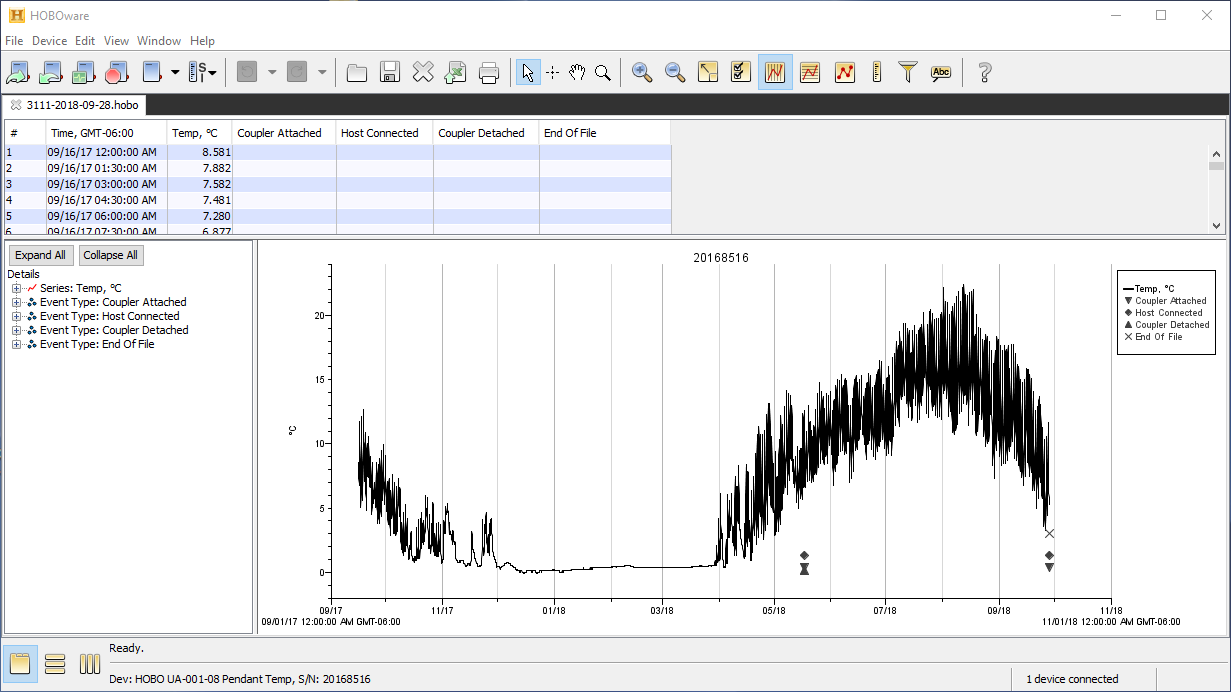 HOBOware
File Device Edit View Window Help
Abc
3111-2018-09-28.hobo
# Time, GMT-06:00 Temp, °C Coupler Attached Host Connected Coupler Detached End Of File
1 09/16/17 12:00:00 AM 8.581
2 09/16/17 01:30:00 AM 7.882
3 09/16/17 03:00:00 AM 7.582
4 09/16/17 04:30:00 AM 7.481
5 09/16/17 06:00:00 AM 7.280
6 09/16/17 07:30:00 AM 6.877
Expand All Collapse All
Details
Series: Temp, °C
Event Type: Coupler Attached
Event Type: Host Connected
Event Type: Coupler Detached
Event Type: End Of File
20168516
20
15
10
5
0
°C
09/17 11/17 01/18 03/18 05/18 07/18 09/18 11/18
09/01/17 12:00:00 AM GMT-06:00 11/01/18 12:00:00 AM GMT-06:00
Temp, °C
Coupler Attached
Host Connected
Coupler Detached
End Of File
Ready.
Dev: HOBO UA-001-08 Pendant Temp, S/N: 20168516 1 device connected